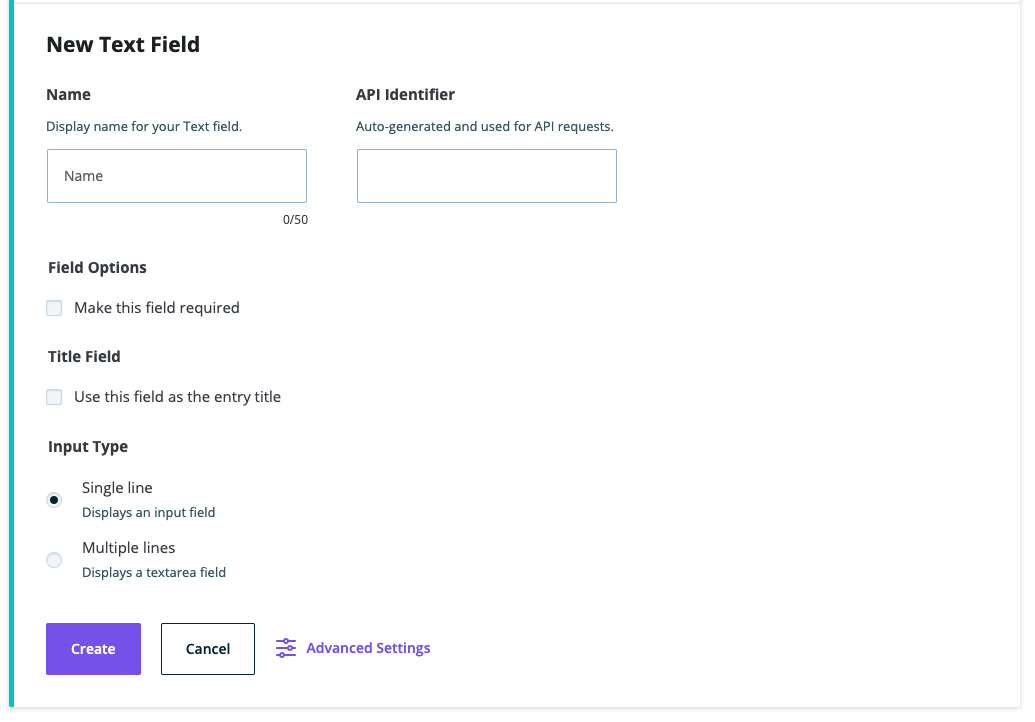 New Text Field
Name
Display name for your Text field.
Name
0/50
API Identifier
Auto-generated and used for API requests.
Field Options
Make this field required
Title Field
Use this field as the entry title
Input Type
Single line
Displays an input field
Multiple lines
Displays a textarea field
Create
Cancel
Advanced Settings